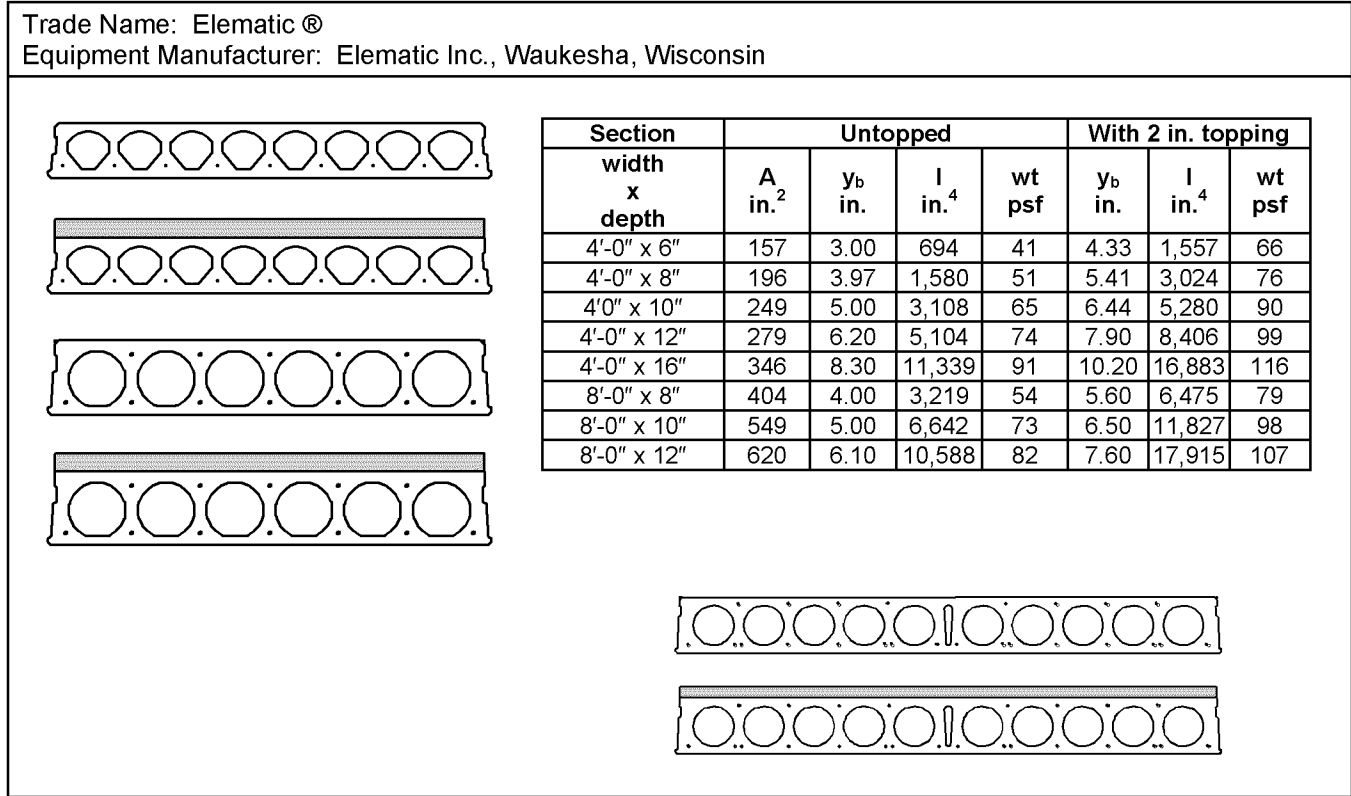 Trade Name: Elematic ®
Equipment Manufacturer: Elematic Inc., Waukesha, Wisconsin
Section Untopped With 2 in. topping
width x depth A in.² yb in. I in.⁴ wt psf yb in. I in.⁴ wt psf
4'-0" x 6" 157 3.00 694 41 4.33 1,557 66
4'-0" x 8" 196 3.97 1,580 51 5.41 3,024 76
4'0" x 10" 249 5.00 3,108 65 6.44 5,280 90
4'-0" x 12" 279 6.20 5,104 74 7.90 8,406 99
4'-0" x 16" 346 8.30 11,339 91 10.20 16,883 116
8'-0" x 8" 404 4.00 3,219 54 5.60 6,475 79
8'-0" x 10" 549 5.00 6,642 73 6.50 11,827 98
8'-0" x 12" 620 6.10 10,588 82 7.60 17,915 107